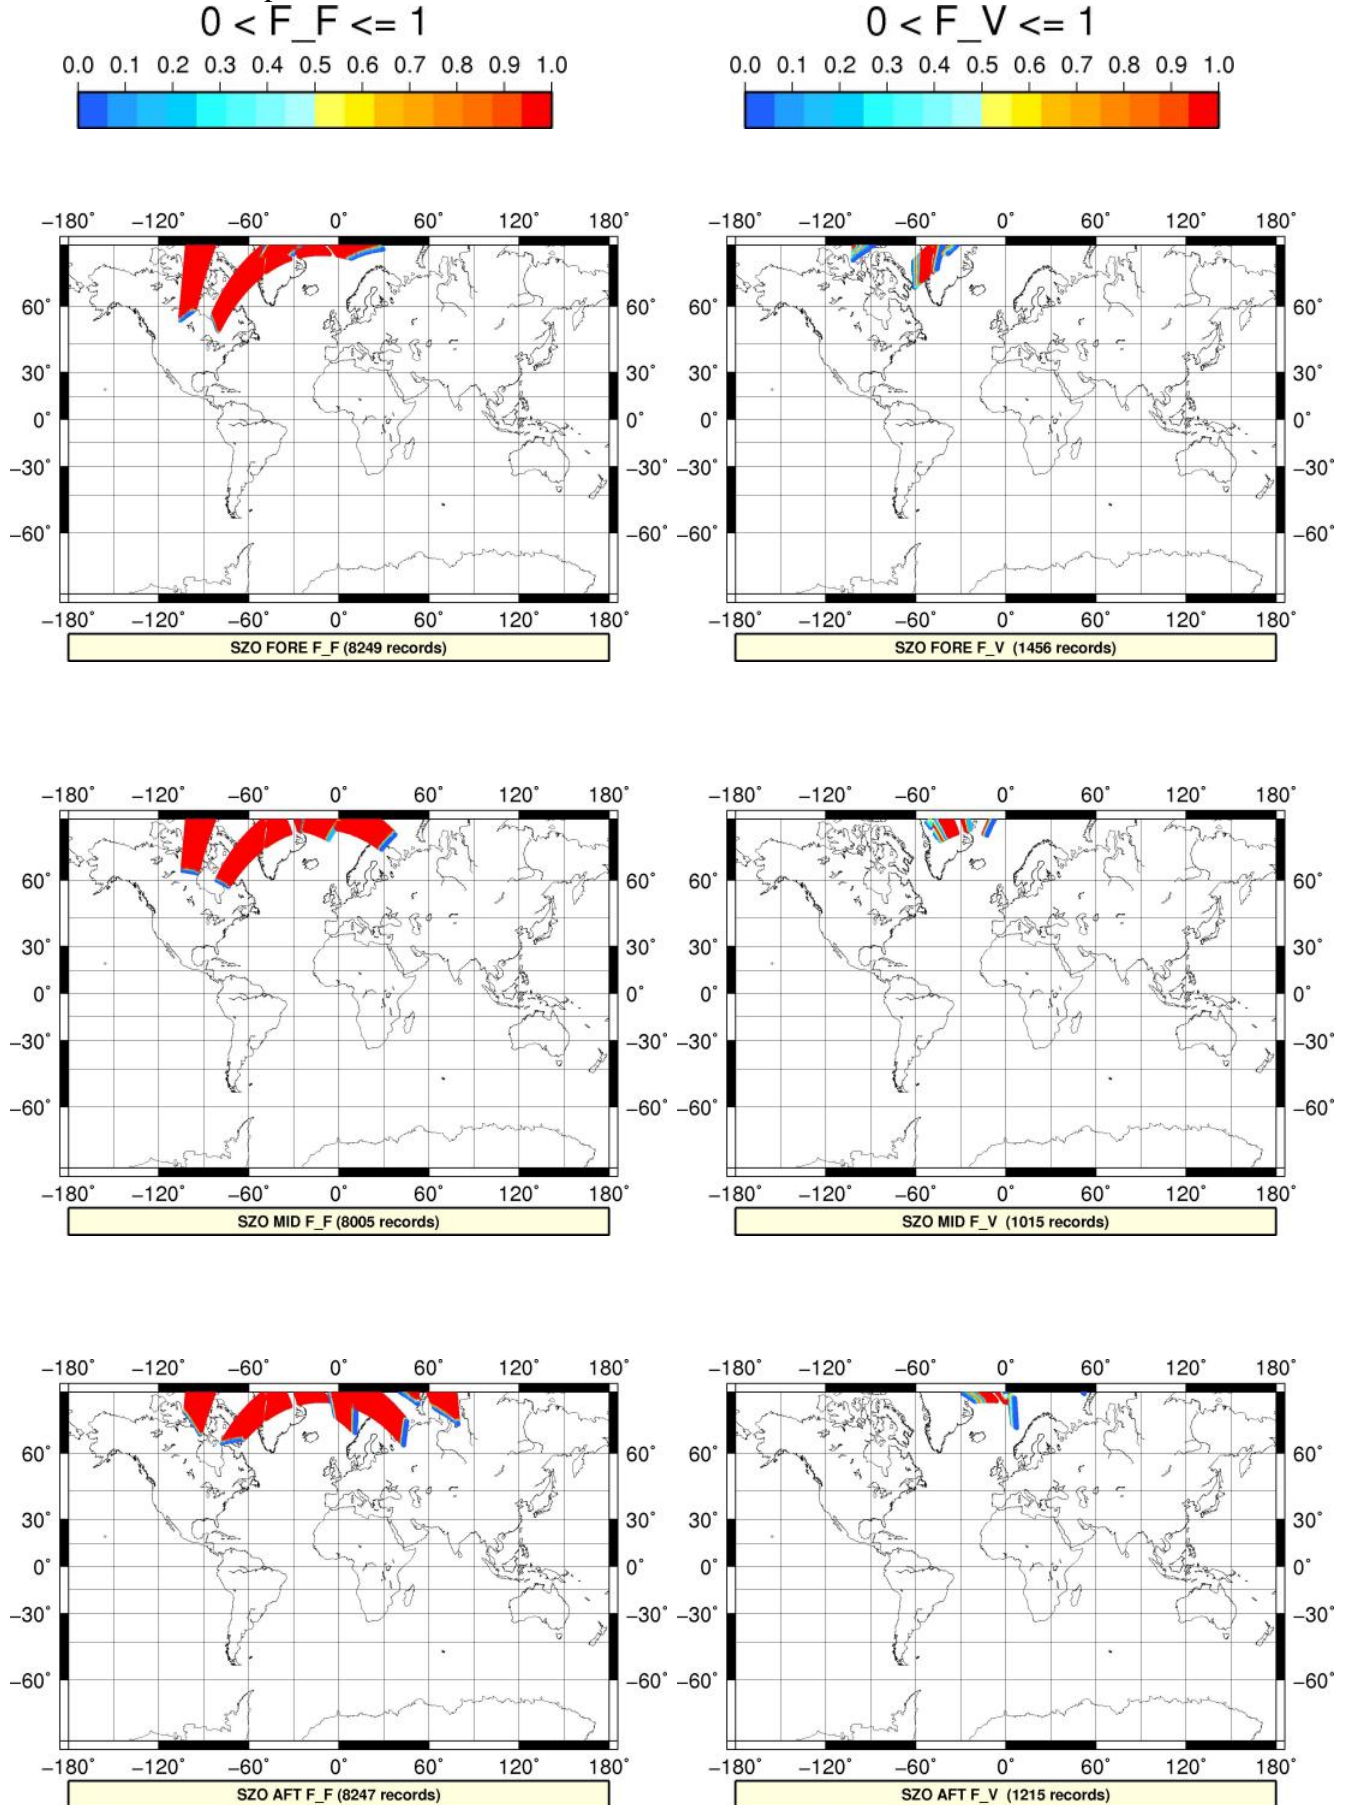 0 < F_F <= 1
0 < F_V <= 1
0.0 0.1 0.2 0.3 0.4 0.5 0.6 0.7 0.8 0.9 1.0
0.0 0.1 0.2 0.3 0.4 0.5 0.6 0.7 0.8 0.9 1.0
−180˚ −120˚ −60˚ 0˚ 60˚ 120˚ 180˚
−180˚ −120˚ −60˚ 0˚ 60˚ 120˚ 180˚
60˚ 60˚ 60˚ 60˚
30˚ 30˚ 30˚ 30˚
0˚ 0˚ 0˚ 0˚
−30˚ −30˚ −30˚ −30˚
−60˚ −60˚ −60˚ −60˚
−180˚ −120˚ −60˚ 0˚ 60˚ 120˚ 180˚
−180˚ −120˚ −60˚ 0˚ 60˚ 120˚ 180˚
SZO FORE F_F (8249 records)
SZO FORE F_V (1456 records)
−180˚ −120˚ −60˚ 0˚ 60˚ 120˚ 180˚
−180˚ −120˚ −60˚ 0˚ 60˚ 120˚ 180˚
60˚ 60˚ 60˚ 60˚
30˚ 30˚ 30˚ 30˚
0˚ 0˚ 0˚ 0˚
−30˚ −30˚ −30˚ −30˚
−60˚ −60˚ −60˚ −60˚
−180˚ −120˚ −60˚ 0˚ 60˚ 120˚ 180˚
−180˚ −120˚ −60˚ 0˚ 60˚ 120˚ 180˚
SZO MID F_F (8005 records)
SZO MID F_V (1015 records)
−180˚ −120˚ −60˚ 0˚ 60˚ 120˚ 180˚
−180˚ −120˚ −60˚ 0˚ 60˚ 120˚ 180˚
60˚ 60˚ 60˚ 60˚
30˚ 30˚ 30˚ 30˚
0˚ 0˚ 0˚ 0˚
−30˚ −30˚ −30˚ −30˚
−60˚ −60˚ −60˚ −60˚
−180˚ −120˚ −60˚ 0˚ 60˚ 120˚ 180˚
−180˚ −120˚ −60˚ 0˚ 60˚ 120˚ 180˚
SZO AFT F_F (8247 records)
SZO AFT F_V (1215 records)